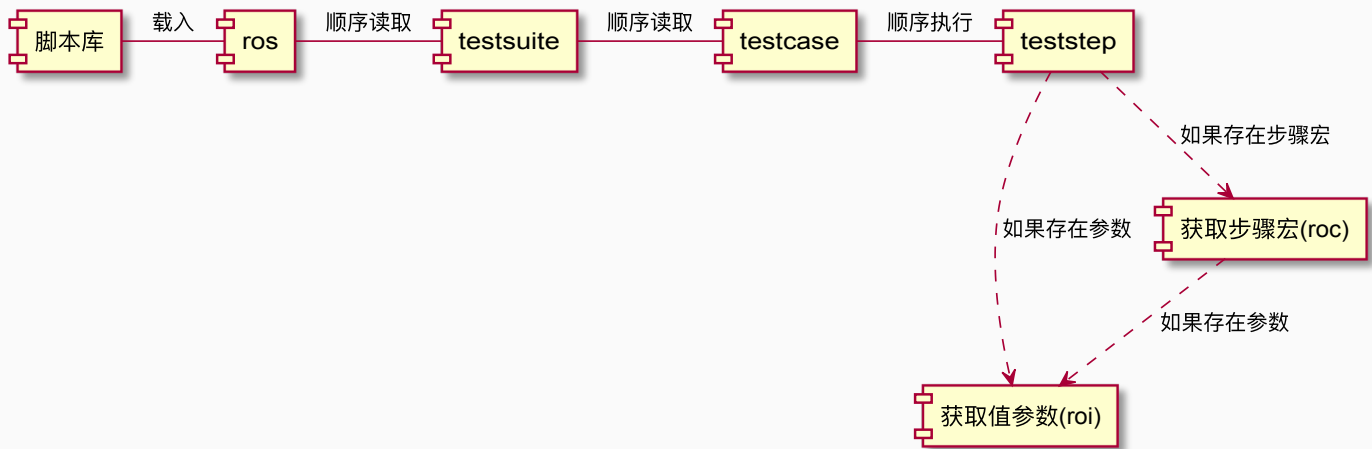 脚本库
载入
ros
顺序读取
testsuite
顺序读取
testcase
顺序执行
teststep
如果存在步骤宏
如果存在参数
获取步骤宏(roc)
如果存在参数
获取值参数(roi)